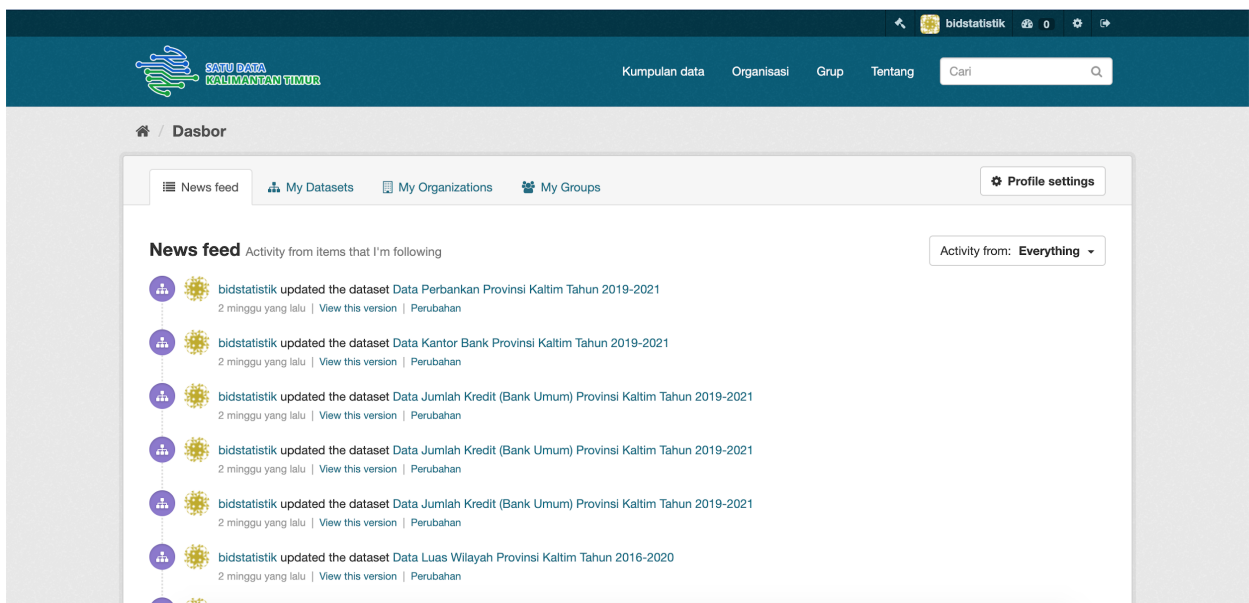 bidstatistik 0
SATU DATA
KALIMANTAN TIMUR
Kumpulan data Organisasi Grup Tentang Cari
/ Dasbor
News feed My Datasets My Organizations My Groups Profile settings
News feed Activity from items that I'm following Activity from: Everything
bidstatistik updated the dataset Data Perbankan Provinsi Kaltim Tahun 2019-2021
2 minggu yang lalu | View this version | Perubahan
bidstatistik updated the dataset Data Kantor Bank Provinsi Kaltim Tahun 2019-2021
2 minggu yang lalu | View this version | Perubahan
bidstatistik updated the dataset Data Jumlah Kredit (Bank Umum) Provinsi Kaltim Tahun 2019-2021
2 minggu yang lalu | View this version | Perubahan
bidstatistik updated the dataset Data Jumlah Kredit (Bank Umum) Provinsi Kaltim Tahun 2019-2021
2 minggu yang lalu | View this version | Perubahan
bidstatistik updated the dataset Data Jumlah Kredit (Bank Umum) Provinsi Kaltim Tahun 2019-2021
2 minggu yang lalu | View this version | Perubahan
bidstatistik updated the dataset Data Luas Wilayah Provinsi Kaltim Tahun 2016-2020
2 minggu yang lalu | View this version | Perubahan